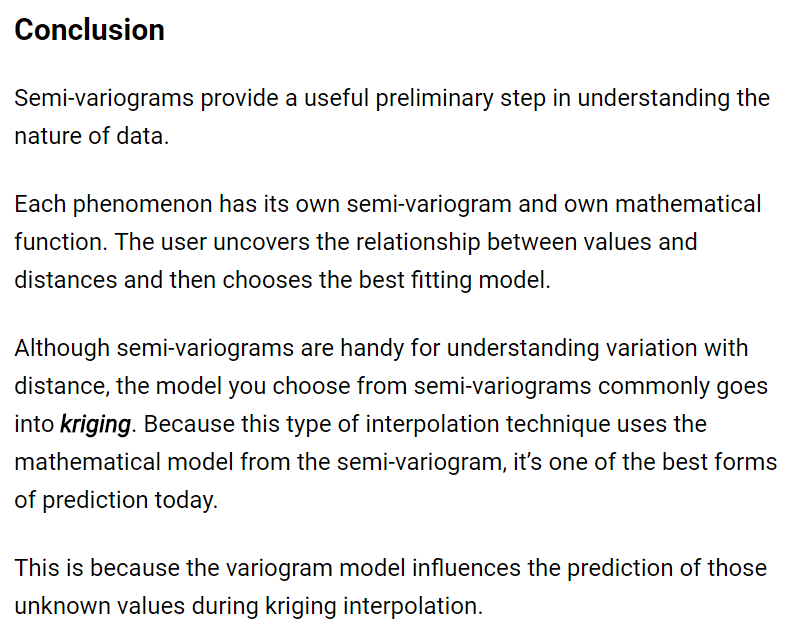 Conclusion
Semi-variograms provide a useful preliminary step in understanding the
nature of data.
Each phenomenon has its own semi-variogram and own mathematical
function. The user uncovers the relationship between values and
distances and then chooses the best fitting model.
Although semi-variograms are handy for understanding variation with
distance, the model you choose from semi-variograms commonly goes
into kriging. Because this type of interpolation technique uses the
mathematical model from the semi-variogram, it’s one of the best forms
of prediction today.
This is because the variogram model influences the prediction of those
unknown values during kriging interpolation.